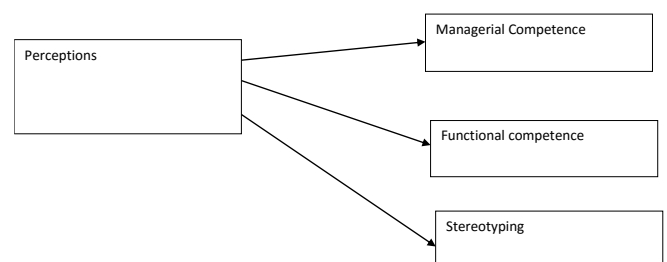 Managerial Competence
Perceptions
Functional competence
Stereotyping